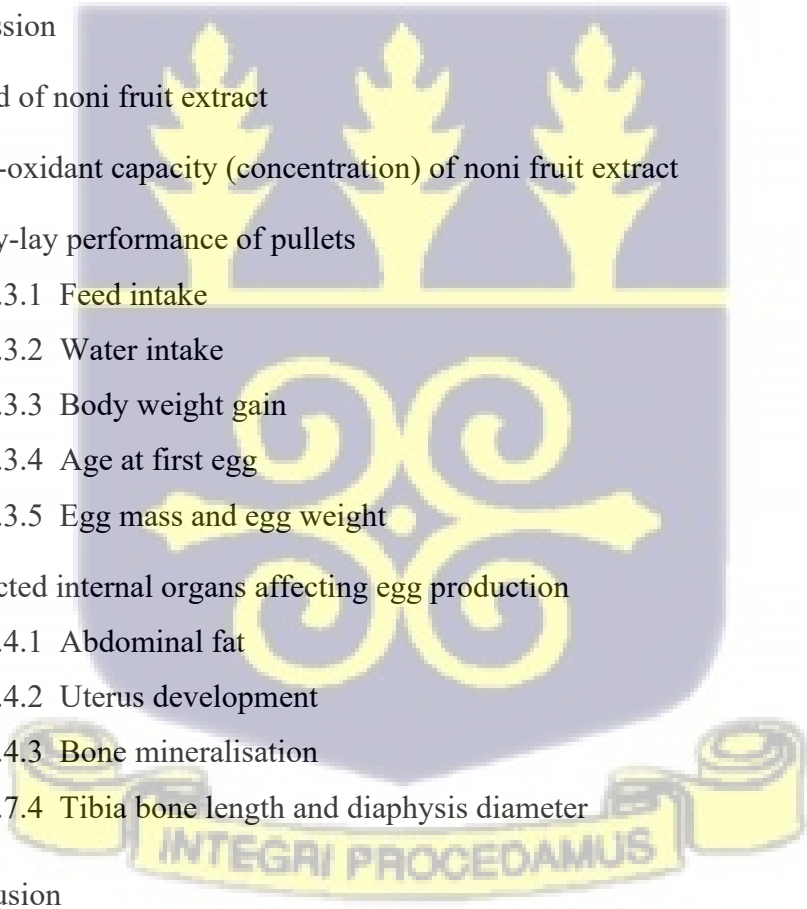 ssion
d of noni fruit extract
-oxidant capacity (concentration) of noni fruit extract
y-lay performance of pullets
.3.1 Feed intake
.3.2 Water intake
.3.3 Body weight gain
.3.4 Age at first egg
.3.5 Egg mass and egg weight
cted internal organs affecting egg production
.4.1 Abdominal fat
.4.2 Uterus development
.4.3 Bone mineralisation
.7.4 Tibia bone length and diaphysis diameter
INTEGRI PROCEDAMUS
usion